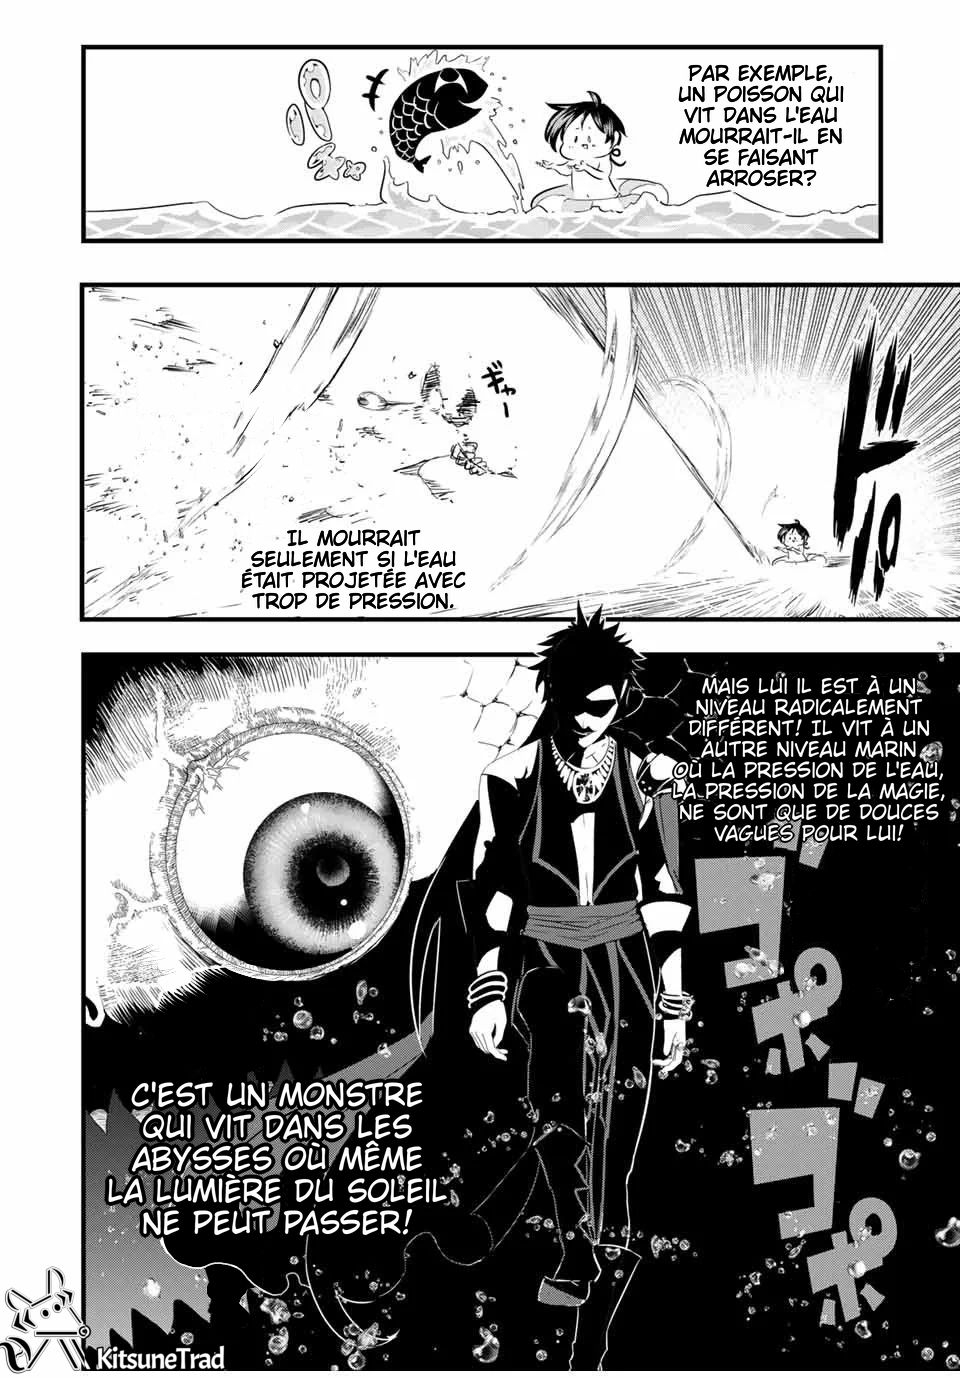 PAR EXEMPLE,
UN POISSON QUI
VIT DANS L'EAU
MOURRAIT-IL EN
SE FAISANT
ARROSER?
ギャー
ドパ
IL MOURRAIT
SEULEMENT SI L'EAU
ÉTAIT PROJETÉE AVEC
TROP DE PRESSION.
MAIS LUI IL EST À UN
NIVEAU RADICALEMENT
DIFFÉRENT! IL VIT À UN
AUTRE NIVEAU MARIN
OÙ LA PRESSION DE L'EAU,
LA PRESSION DE LA MAGIE,
NE SONT QUE DE DOUCES
VAGUES POUR LUI!
ゴポ
ゴポ
C'EST UN MONSTRE
QUI VIT DANS LES
ABYSSES OÙ MÊME
LA LUMIÈRE DU SOLEIL
NE PEUT PASSER!
KitsuneTrad